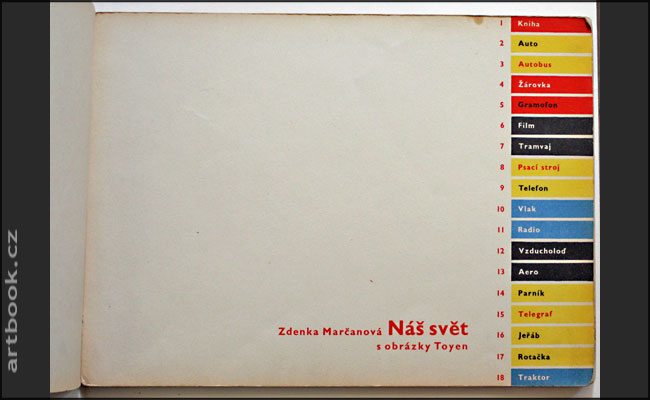 1 Kniha
2 Auto
3 Autobus
4 Žárovka
5 Gramofon
6 Film
7 Tramvaj
8 Psací stroj
9 Telefon
10 Vlak
11 Radio
12 Vzducholoď
13 Aero
14 Parník
15 Telegraf
16 Jeřáb
17 Rotačka
18 Traktor
Zdenka Marčanová Náš svět
s obrázky Toyen
artbook.cz